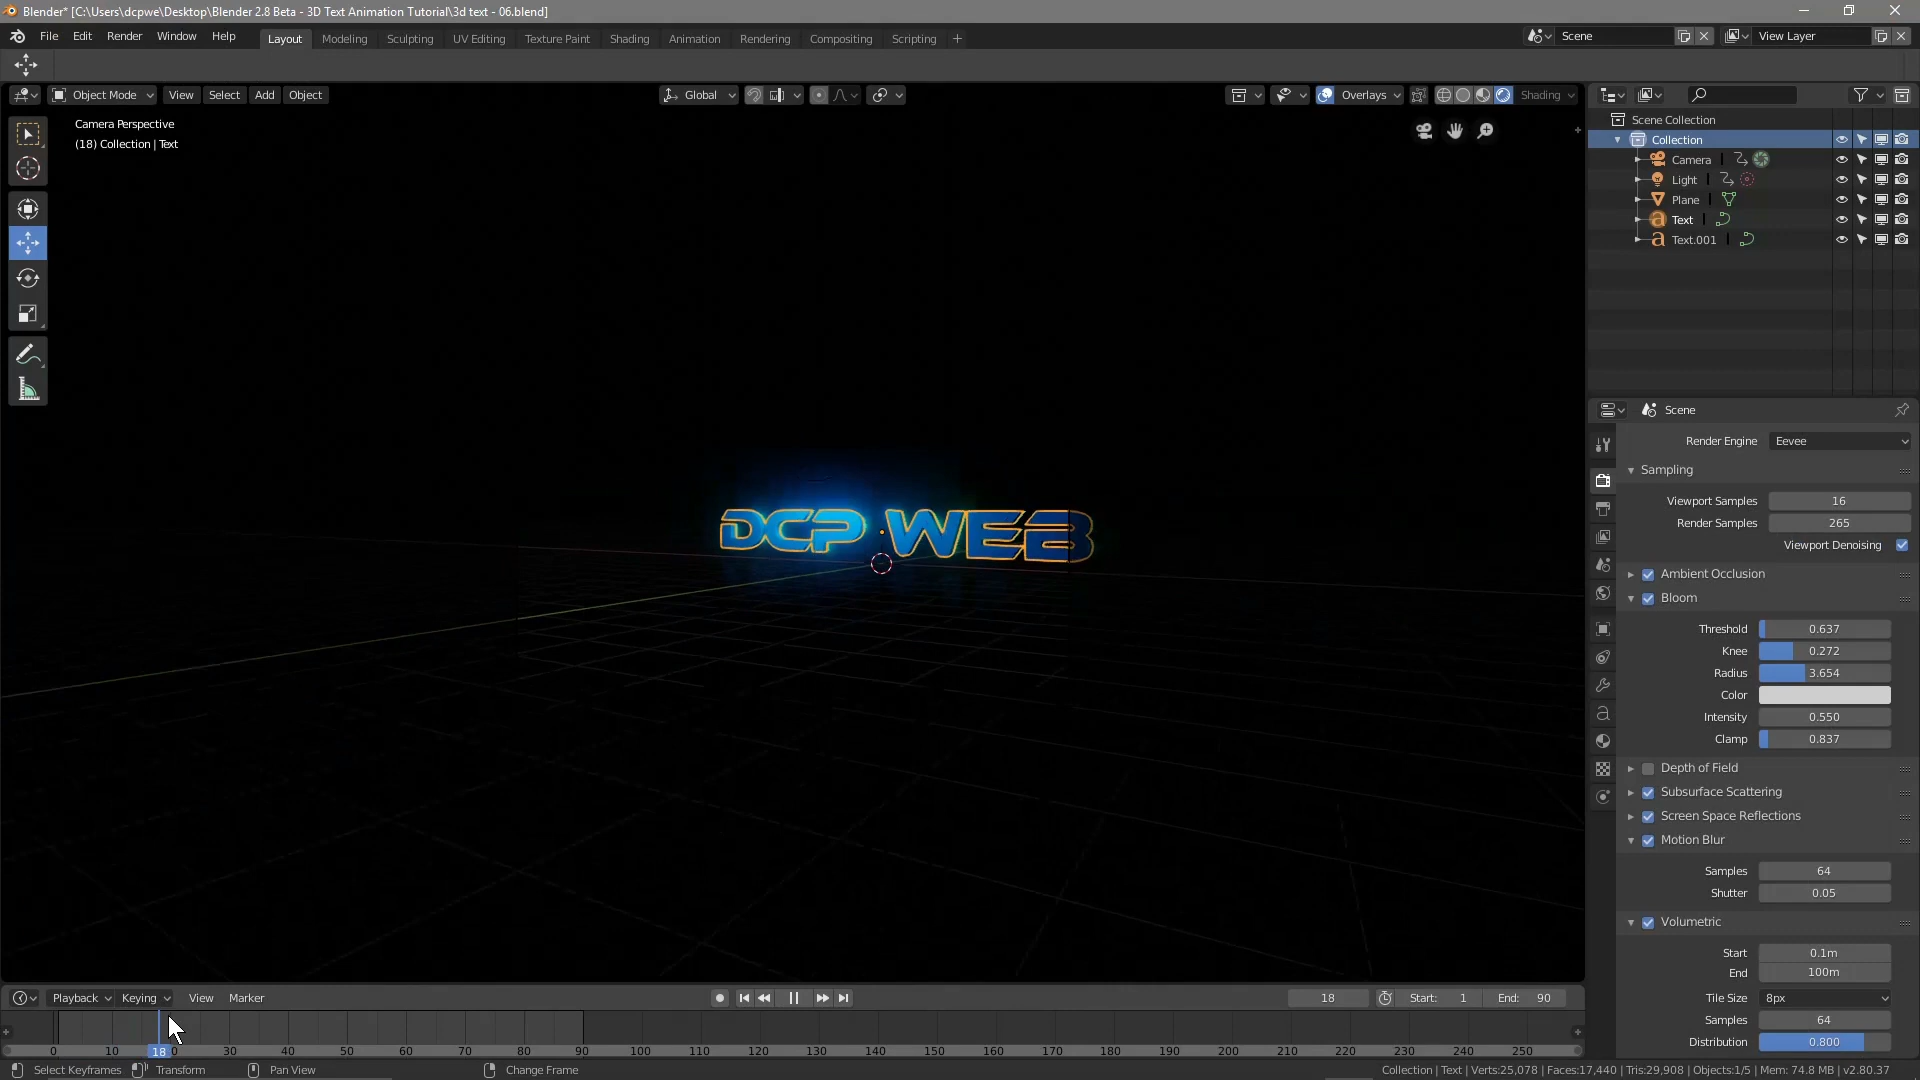 Blender* [C:\Users\dcpwe\Desktop\Blender 2.8 Beta - 3D Text Animation Tutorial\3d text - 06.blend]
File Edit Render Window Help Layout Modeling Sculpting UV Editing Texture Paint Shading Animation Rendering Compositing Scripting + Scene View Layer
Object Mode View Select Add Object Global Overlays Shading
Camera Perspective
(18) Collection | Text
Scene Collection
Collection
Camera
Light
Plane
Text
Text.001
DCP WEB
Scene
Render Engine Eevee
Sampling
Viewport Samples 16
Render Samples 265
Viewport Denoising
Ambient Occlusion
Bloom
Threshold 0.637
Knee 0.272
Radius 3.654
Color
Intensity 0.550
Clamp 0.837
Depth of Field
Subsurface Scattering
Screen Space Reflections
Motion Blur
Samples 64
Shutter 0.05
Volumetric
Start 0.1m
End 100m
Tile Size 8px
Samples 64
Distribution 0.800
Playback Keying View Marker 18 Start: 1 End: 90
0 10 18 0 30 40 50 60 70 80 90 100 110 120 130 140 150 160 170 180 190 200 210 220 230 240 250
Select Keyframes Transform Pan View Change Frame Collection | Text | Verts:25,078 | Faces:17,440 | Tris:29,908 | Objects:1/5 | Mem: 74.8 MB | v2.80.37